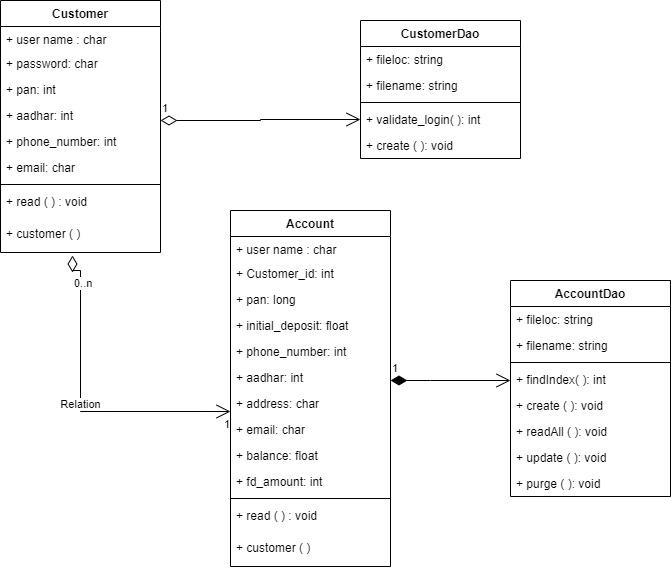 Customer
+ user name : char
+ password: char
+ pan: int
+ aadhar: int
+ phone_number: int
+ email: char
+ read ( ) : void
+ customer ( )
1
CustomerDao
+ fileloc: string
+ filename: string
+ validate_login( ): int
+ create ( ): void
0..n
Relation
1
Account
+ user name : char
+ Customer_id: int
+ pan: long
+ initial_deposit: float
+ phone_number: int
+ aadhar: int
+ address: char
+ email: char
+ balance: float
+ fd_amount: int
+ read ( ) : void
+ customer ( )
1
AccountDao
+ fileloc: string
+ filename: string
+ findIndex( ): int
+ create ( ): void
+ readAll ( ): void
+ update ( ): void
+ purge ( ): void